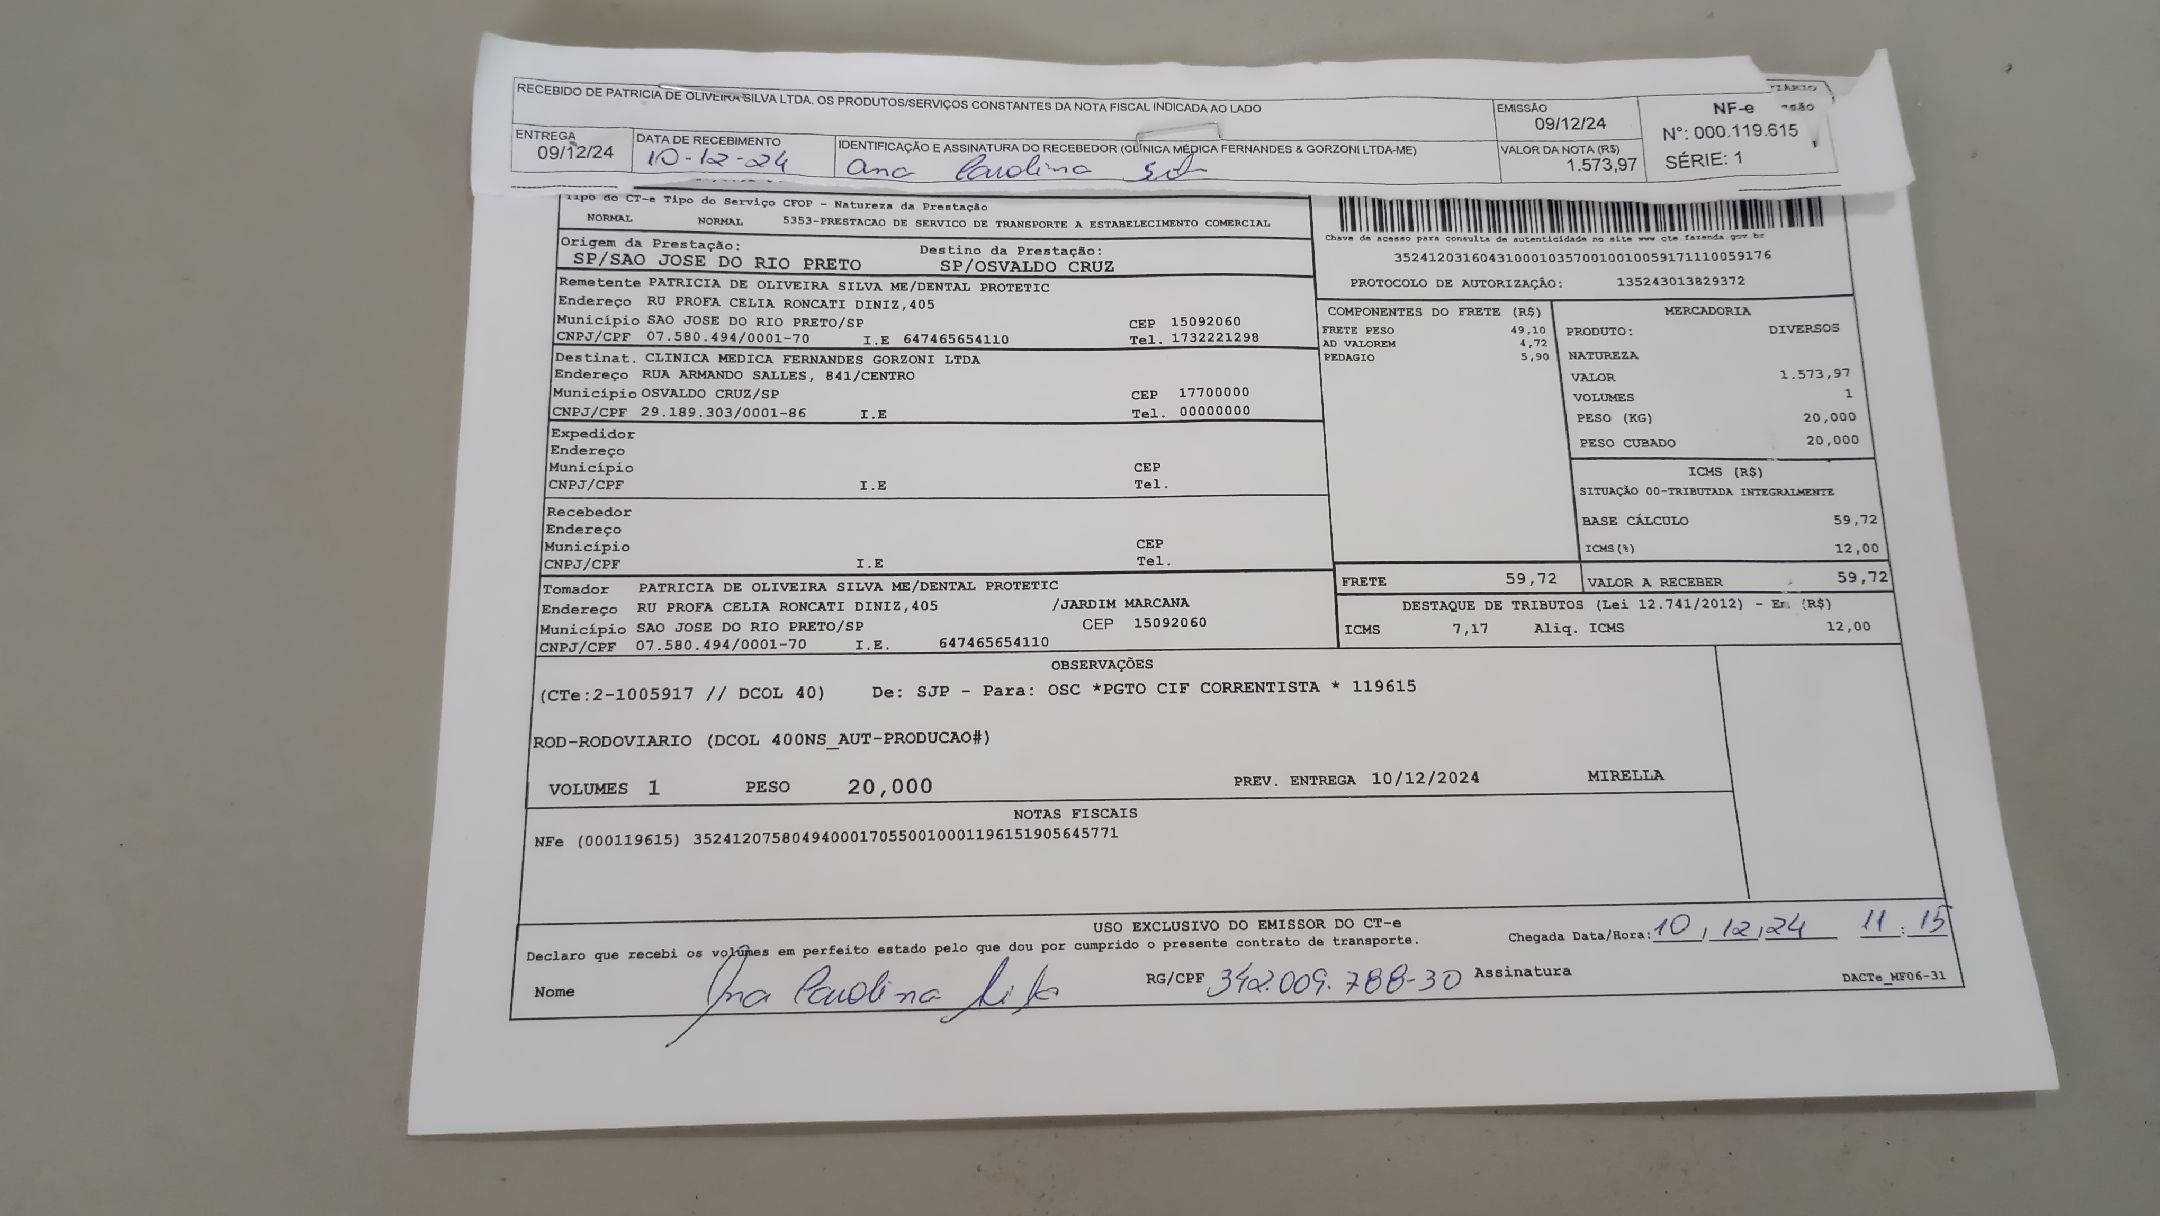 RECEBIDO DE PATRICIA DE OLIVEIRA SILVA LTDA. OS PRODUTOS/SERVIÇOS CONSTANTES DA NOTA FISCAL INDICADA AO LADO
EMISSÃO
09/12/24
NF-e
Nº: 000.119.615
SÉRIE: 1
ENTREGA
09/12/24
DATA DE RECEBIMENTO
10-12-24
IDENTIFICAÇÃO E ASSINATURA DO RECEBEDOR (CLÍNICA MÉDICA FERNANDES & GORZONI LTDA-ME)
Ana Carolina
VALOR DA NOTA (R$)
1.573,97
Tipo do CT-e Tipo do Serviço CFOP - Natureza da Prestação
NORMAL NORMAL 5353-PRESTACAO DE SERVICO DE TRANSPORTE A ESTABELECIMENTO COMERCIAL
Origem da Prestação: Destino da Prestação:
SP/SAO JOSE DO RIO PRETO SP/OSVALDO CRUZ
Chave de acesso para consulta de autenticidade no site www cte fazenda.gov br
35241203160431000103570010010059171110059176
PROTOCOLO DE AUTORIZAÇÃO: 135243013829372
Remetente PATRICIA DE OLIVEIRA SILVA ME/DENTAL PROTETIC
Endereço RU PROFA CELIA RONCATI DINIZ,405
Município SAO JOSE DO RIO PRETO/SP CEP 15092060
CNPJ/CPF 07.580.494/0001-70 I.E 647465654110 Tel. 1732221298
Destinat. CLINICA MEDICA FERNANDES GORZONI LTDA
Endereço RUA ARMANDO SALLES, 841/CENTRO
Município OSVALDO CRUZ/SP CEP 17700000
CNPJ/CPF 29.189.303/0001-86 I.E Tel. 00000000
Expedidor
Endereço
Município CEP
CNPJ/CPF I.E Tel.
Recebedor
Endereço
Município CEP
CNPJ/CPF I.E Tel.
Tomador PATRICIA DE OLIVEIRA SILVA ME/DENTAL PROTETIC
Endereço RU PROFA CELIA RONCATI DINIZ,405 /JARDIM MARCANA
Município SAO JOSE DO RIO PRETO/SP CEP 15092060
CNPJ/CPF 07.580.494/0001-70 I.E. 647465654110
COMPONENTES DO FRETE (R$)
FRETE PESO 49,10
AD VALOREM 4,72
PEDAGIO 5,90
MERCADORIA
PRODUTO: DIVERSOS
NATUREZA
VALOR 1.573,97
VOLUMES 1
PESO (KG) 20,000
PESO CUBADO 20,000
ICMS (R$)
SITUAÇÃO 00-TRIBUTADA INTEGRALMENTE
BASE CÁLCULO 59,72
ICMS(%) 12,00
FRETE 59,72 VALOR A RECEBER 59,72
DESTAQUE DE TRIBUTOS (Lei 12.741/2012) - Em (R$)
ICMS 7,17 Aliq. ICMS 12,00
OBSERVAÇÕES
(CTe:2-1005917 // DCOL 40) De: SJP - Para: OSC *PGTO CIF CORRENTISTA * 119615
ROD-RODOVIARIO (DCOL 400NS_AUT-PRODUCAO#)
VOLUMES 1 PESO 20,000 PREV. ENTREGA 10/12/2024 MIRELLA
NOTAS FISCAIS
NFe (000119615) 35241207580494000170550010001196151905645771
USO EXCLUSIVO DO EMISSOR DO CT-e
Declaro que recebi os volumes em perfeito estado pelo que dou por cumprido o presente contrato de transporte.
Chegada Data/Hora: 10/12/24 11:15
Nome Ana Carolina RG/CPF 342.009.788-30 Assinatura
DACTe_MF06-31